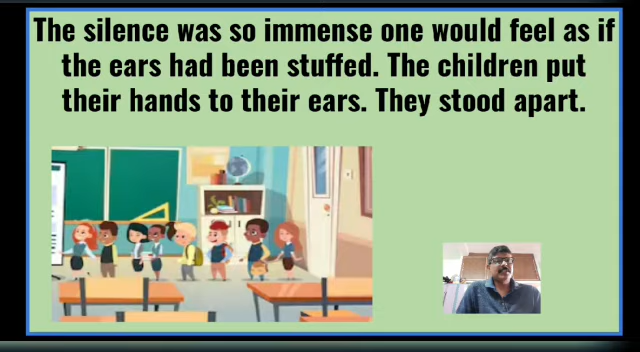 The silence was so immense one would feel as if
the ears had been stuffed. The children put
their hands to their ears. They stood apart.